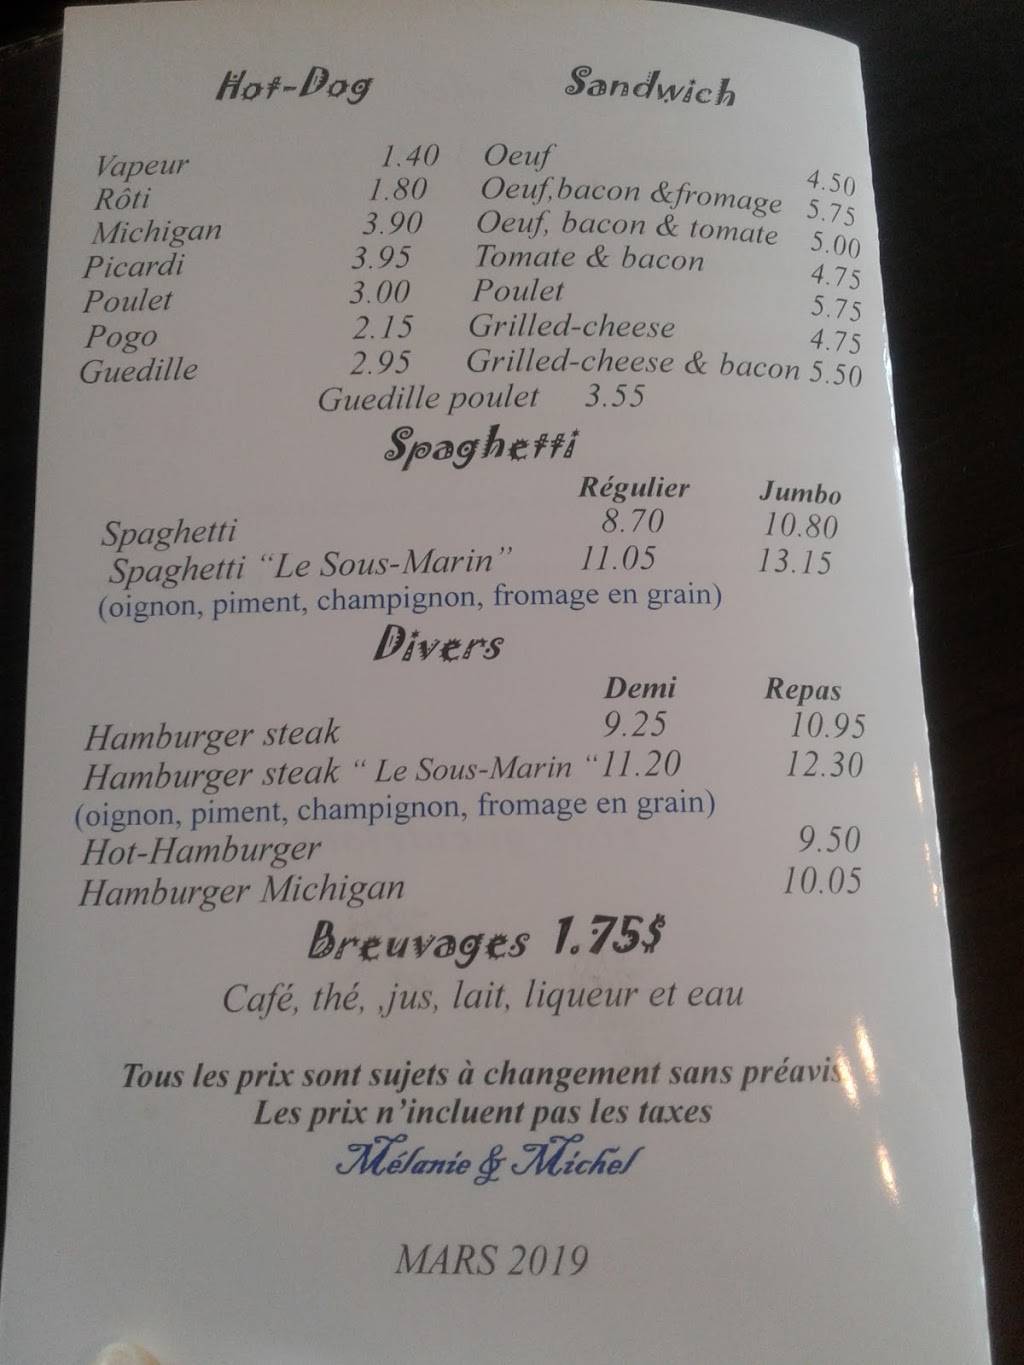 Hot-Dog Sandwich
Vapeur 1.40 Oeuf 4.50
Rôti 1.80 Oeuf,bacon &fromage 5.75
Michigan 3.90 Oeuf, bacon & tomate 5.00
Picardi 3.95 Tomate & bacon 4.75
Poulet 3.00 Poulet 5.75
Pogo 2.15 Grilled-cheese 4.75
Guedille 2.95 Grilled-cheese & bacon 5.50
Guedille poulet 3.55
Spaghetti
Régulier Jumbo
Spaghetti 8.70 10.80
Spaghetti “Le Sous-Marin” 11.05 13.15
(oignon, piment, champignon, fromage en grain)
Divers
Demi Repas
Hamburger steak 9.25 10.95
Hamburger steak “ Le Sous-Marin “11.20 12.30
(oignon, piment, champignon, fromage en grain)
Hot-Hamburger 9.50
Hamburger Michigan 10.05
Breuvages 1.75$
Café, thé, ,jus, lait, liqueur et eau
Tous les prix sont sujets à changement sans préavis
Les prix n’incluent pas les taxes
Mélanie & Michel
MARS 2019